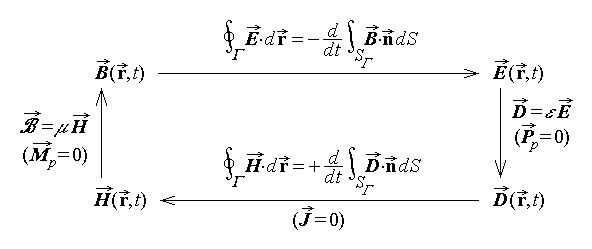 ∮_Γ E⃗·dr⃗ = − d/dt ∫_{S_Γ} B⃗·n⃗ dS
B⃗(r⃗,t) E⃗(r⃗,t)
ℬ⃗=μH⃗ D⃗=εE⃗
(M⃗_p=0) (P⃗_p=0)
∮_Γ H⃗·dr⃗ = + d/dt ∫_{S_Γ} D⃗·n⃗ dS
H⃗(r⃗,t) D⃗(r⃗,t)
(J⃗=0)